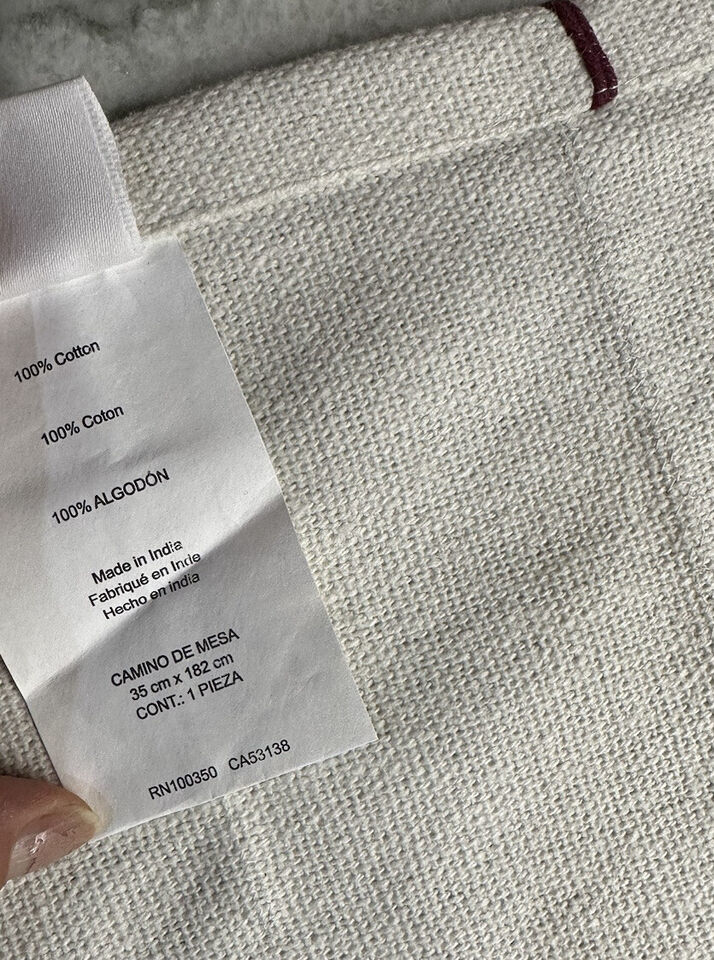 100% Cotton
100% Coton
100% ALGODÓN
Made in India
Fabriqué en Inde
Hecho en india
CAMINO DE MESA
35 cm x 182 cm
CONT.: 1 PIEZA
RN100350 CA53138